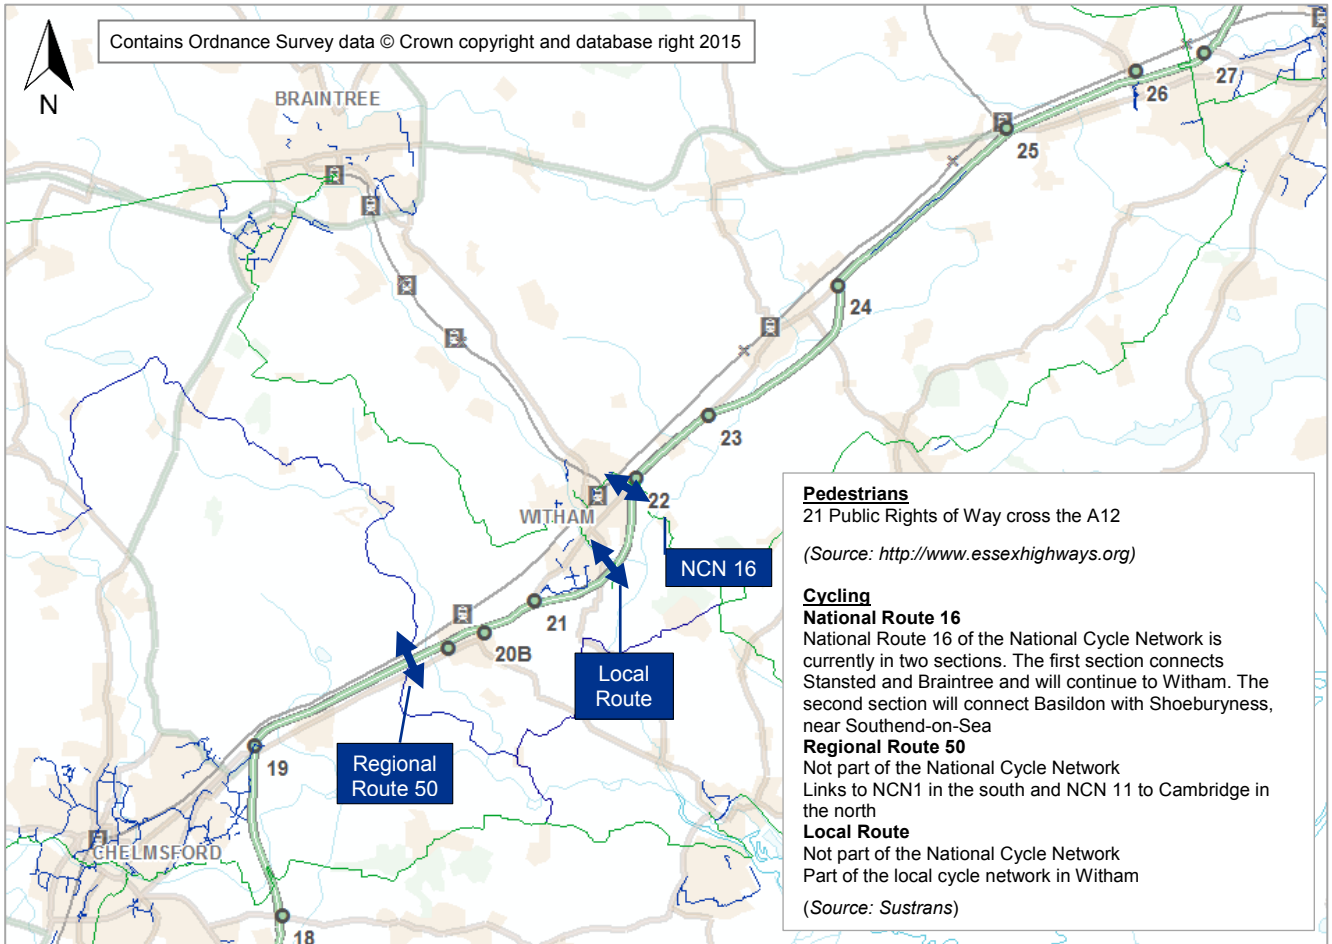 Contains Ordnance Survey data © Crown copyright and database right 2015
N
BRAINTREE
27
26
25
24
23
22
WITHAM
NCN 16
21
20B
Local
Route
19
Regional
Route 50
CHELMSFORD
18
Pedestrians
21 Public Rights of Way cross the A12
(Source: http://www.essexhighways.org)
Cycling
National Route 16
National Route 16 of the National Cycle Network is
currently in two sections. The first section connects
Stansted and Braintree and will continue to Witham. The
second section will connect Basildon with Shoeburyness,
near Southend-on-Sea
Regional Route 50
Not part of the National Cycle Network
Links to NCN1 in the south and NCN 11 to Cambridge in
the north
Local Route
Not part of the National Cycle Network
Part of the local cycle network in Witham
(Source: Sustrans)